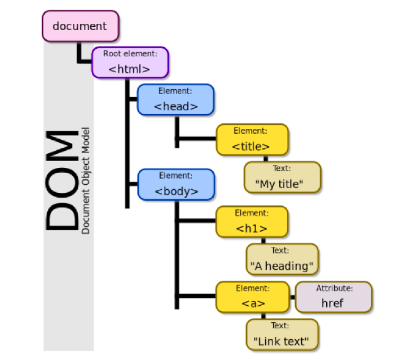 document
Root element:
<html>
Element:
<head>
Element:
<title>
Text:
"My title"
Element:
<body>
Element:
<h1>
Text:
"A heading"
Element:
<a>
Attribute:
href
Text:
"Link text"
DOM
Document Object Model